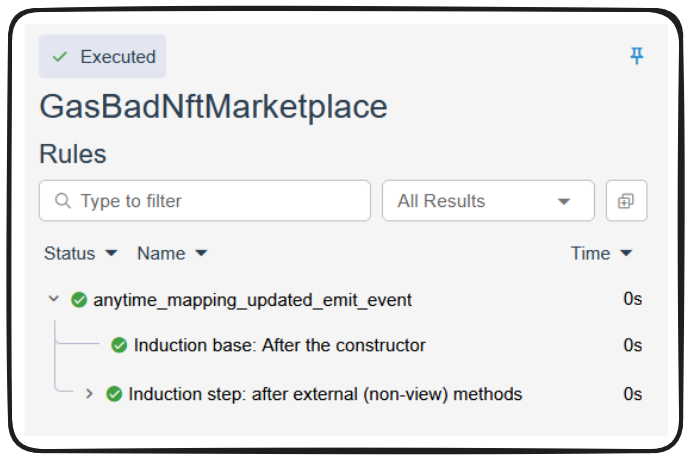 Executed
GasBadNftMarketplace
Rules
Type to filter All Results
Status Name Time
anytime_mapping_updated_emit_event 0s
Induction base: After the constructor 0s
Induction step: after external (non-view) methods 0s